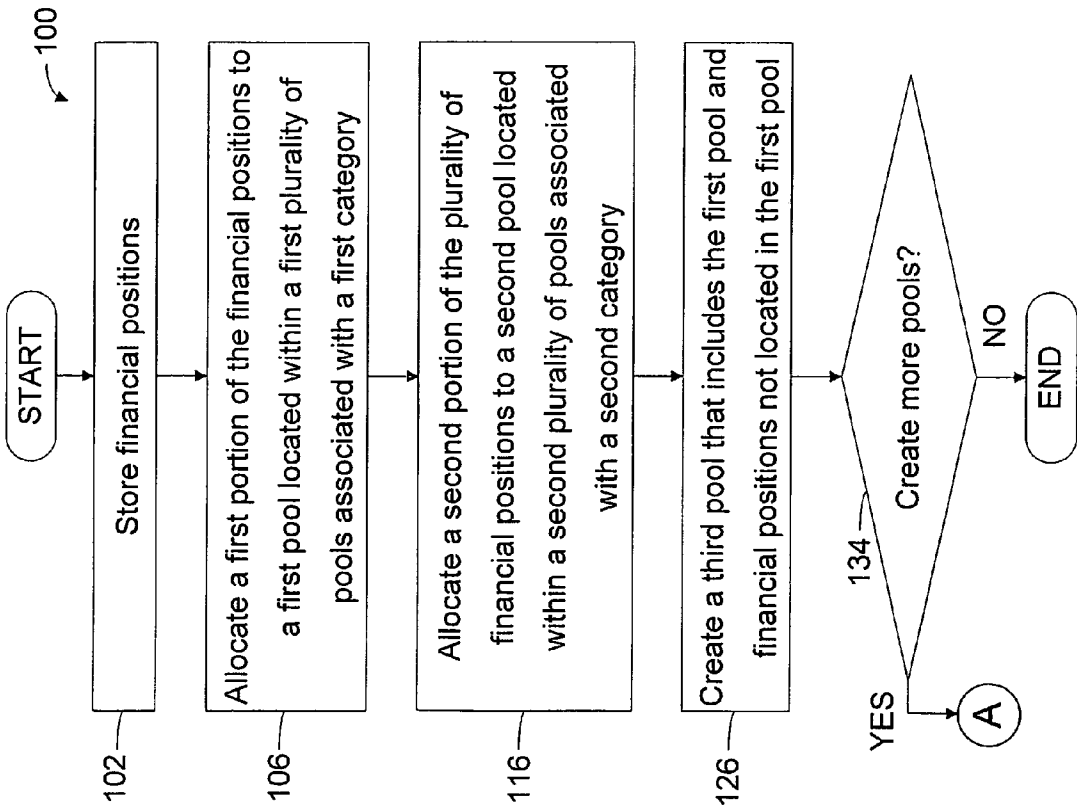 100
START
102
Store financial positions
106
Allocate a first portion of the financial positions to
a first pool located within a first plurality of
pools associated with a first category
116
Allocate a second portion of the plurality of
financial positions to a second pool located
within a second plurality of pools associated
with a second category
126
Create a third pool that includes the first pool and
financial positions not located in the first pool
134
Create more pools?
YES
NO
A
END